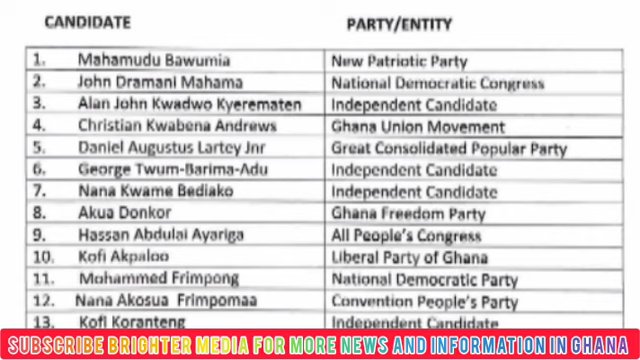 CANDIDATE PARTY/ENTITY
1. Mahamudu Bawumia New Patriotic Party
2. John Dramani Mahama National Democratic Congress
3. Alan John Kwadwo Kyerematen Independent Candidate
4. Christian Kwabena Andrews Ghana Union Movement
5. Daniel Augustus Lartey Jnr Great Consolidated Popular Party
6. George Twum-Barima-Adu Independent Candidate
7. Nana Kwame Bediako Independent Candidate
8. Akua Donkor Ghana Freedom Party
9. Hassan Abdulai Ayariga All People's Congress
10. Kofi Akpaloo Liberal Party of Ghana
11. Mohammed Frimpong National Democratic Party
12. Nana Akosua Frimpomaa Convention People's Party
13. Kofi Koranteng Independent Candidate
SUBSCRIBE BRIGHTER MEDIA FOR MORE NEWS AND INFORMATION IN GHANA